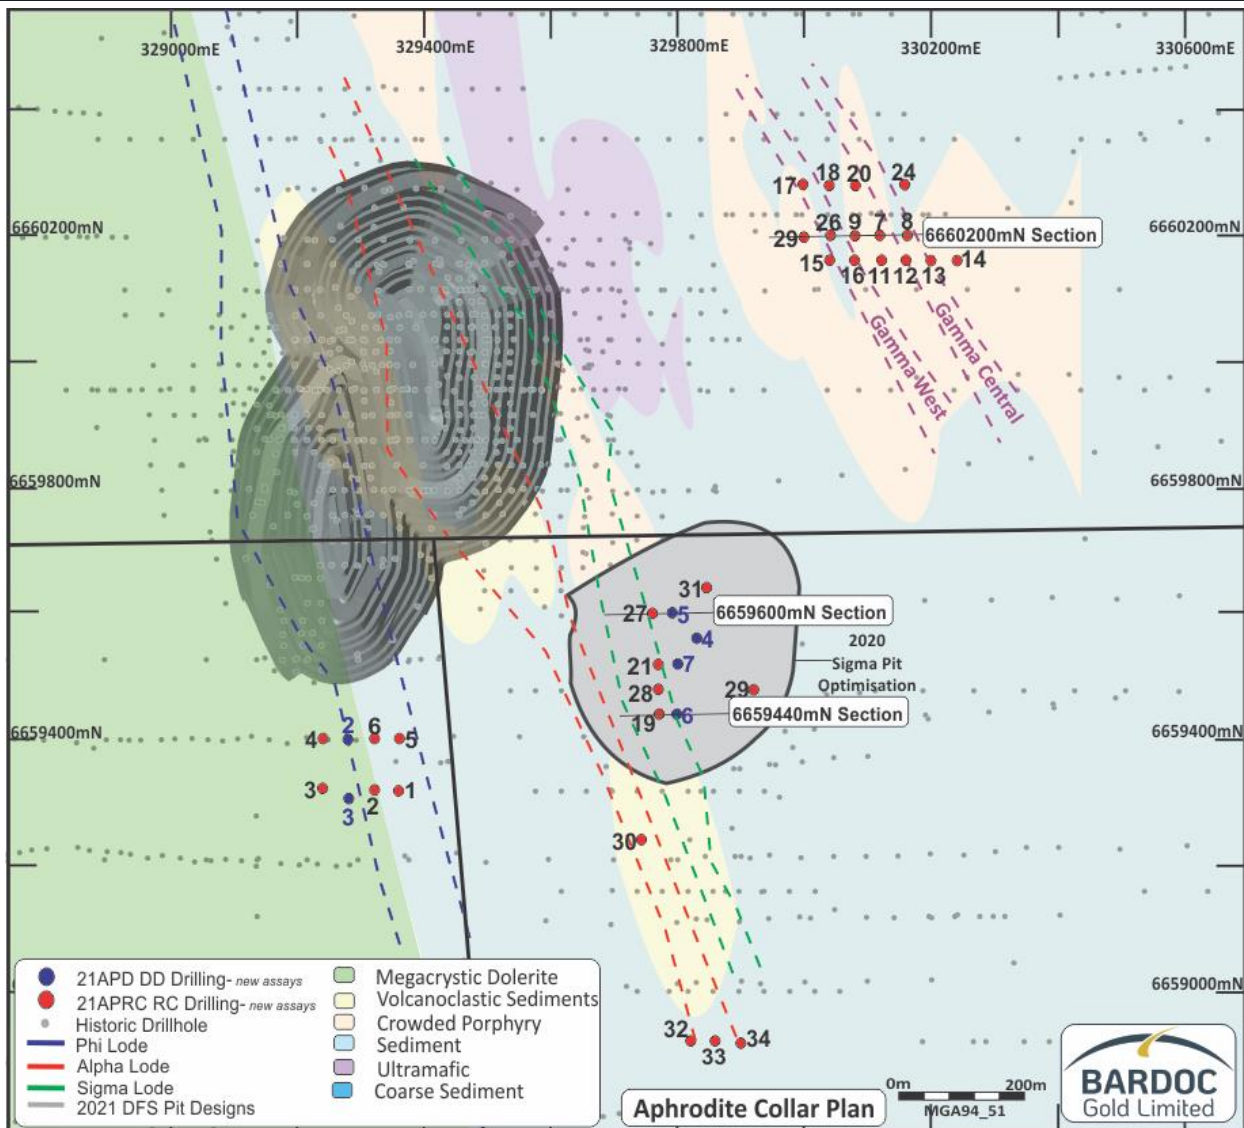 329000mE 329400mE 329800mE 330200mE 330600mE
17 18 20 24
6660200mN 26 9 7 8 6660200mN Section 6660200mN
29
15 16 11 12 13 14
Gamma West
Gamma Central
6659800mN 6659800mN
31
27 5 6659600mN Section
4
2020
Sigma Pit
Optimisation
21 7
28 29
19 6 6659440mN Section
6659400mN 6659400mN
4 2 6 5
3 3 2 1
30
6659000mN
32 33 34
21APD DD Drilling- new assays
21APRC RC Drilling- new assays
Historic Drillhole
Phi Lode
Alpha Lode
Sigma Lode
2021 DFS Pit Designs
Megacrystic Dolerite
Volcanoclastic Sediments
Crowded Porphyry
Sediment
Ultramafic
Coarse Sediment
Aphrodite Collar Plan
0m 200m
MGA94_51
BARDOC
Gold Limited